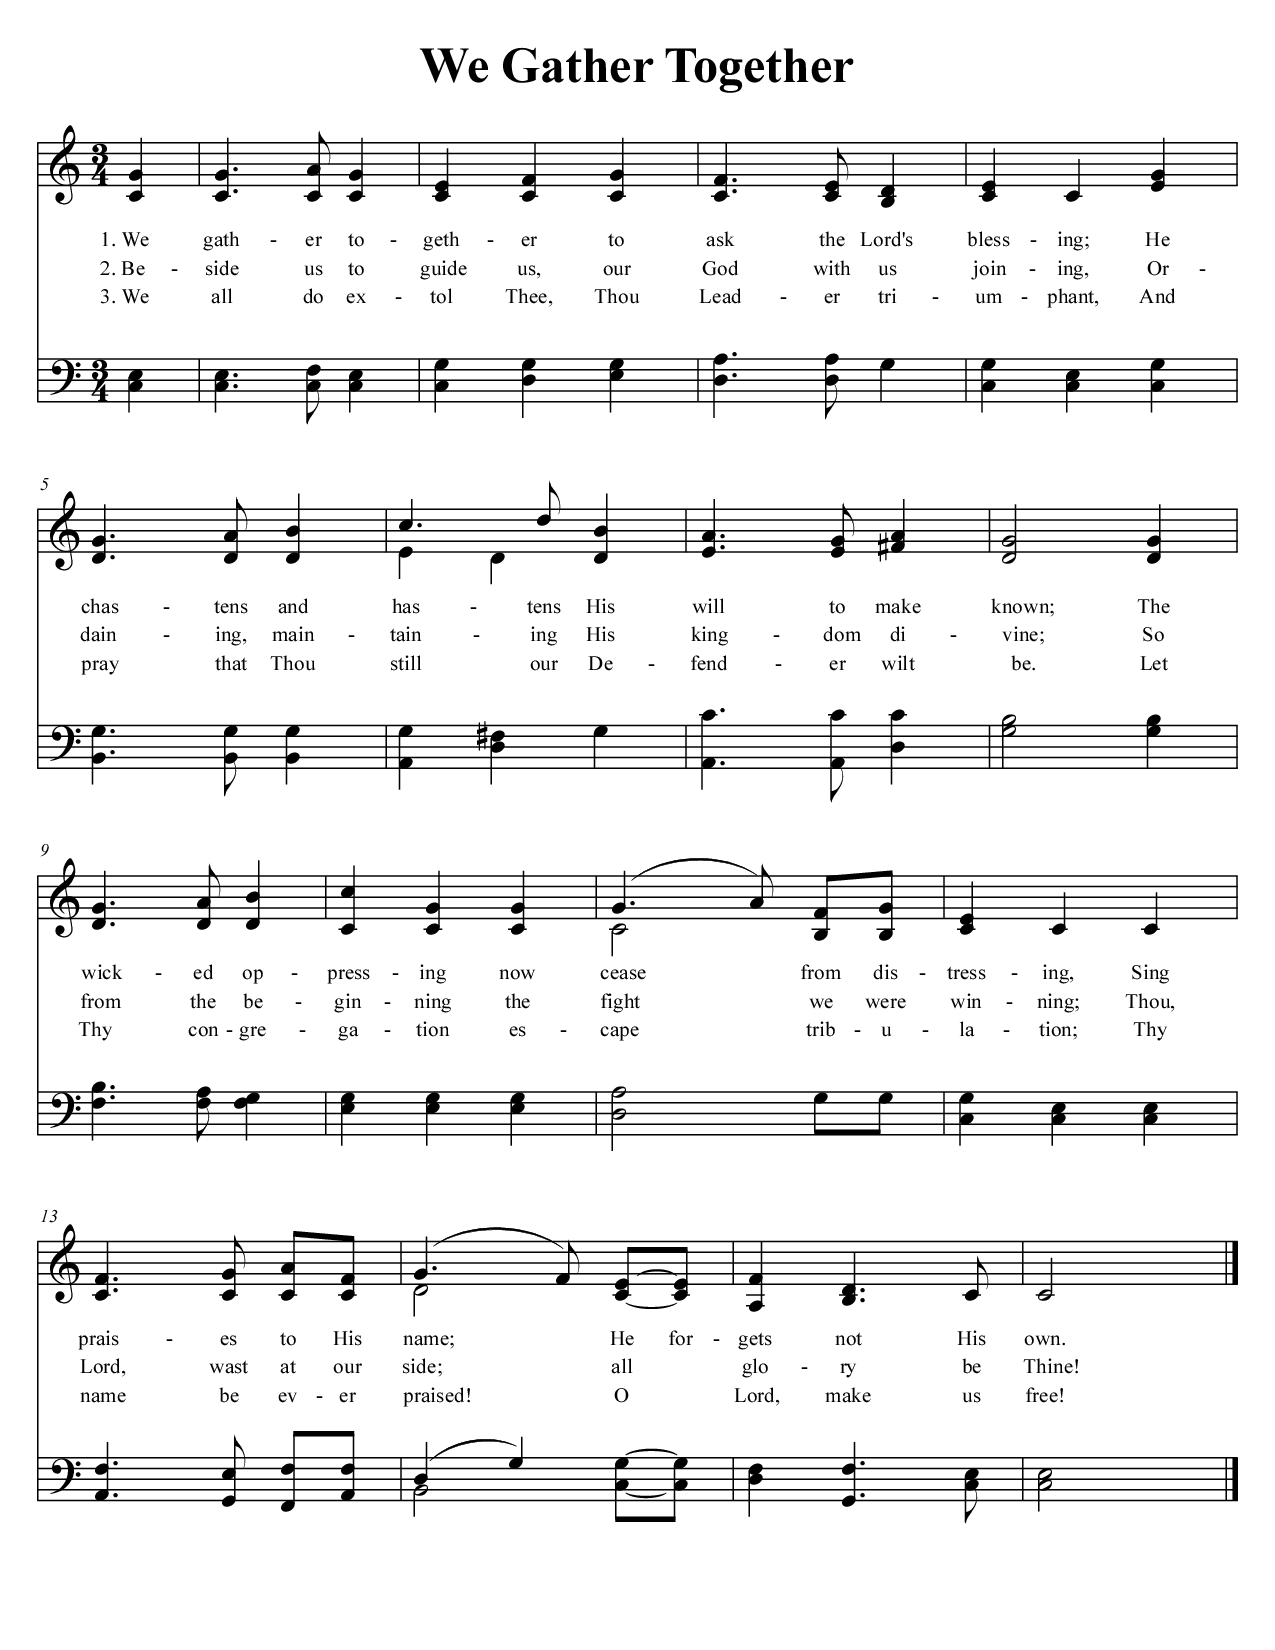 We Gather Together
3
4
1. We gath - er to - geth - er to ask the Lord's bless - ing; He
2. Be - side us to guide us, our God with us join - ing, Or -
3. We all do ex - tol Thee, Thou Lead - er tri - um - phant, And
3
4
5
chas - tens and has - tens His will to make known; The
dain - ing, main - tain - ing His king - dom di - vine; So
pray that Thou still our De - fend - er wilt be. Let
9
wick - ed op - press - ing now cease from dis - tress - ing, Sing
from the be - gin - ning the fight we were win - ning; Thou,
Thy con - gre - ga - tion es - cape trib - u - la - tion; Thy
13
prais - es to His name; He for - gets not His own.
Lord, wast at our side; all glo - ry be Thine!
name be ev - er praised! O Lord, make us free!